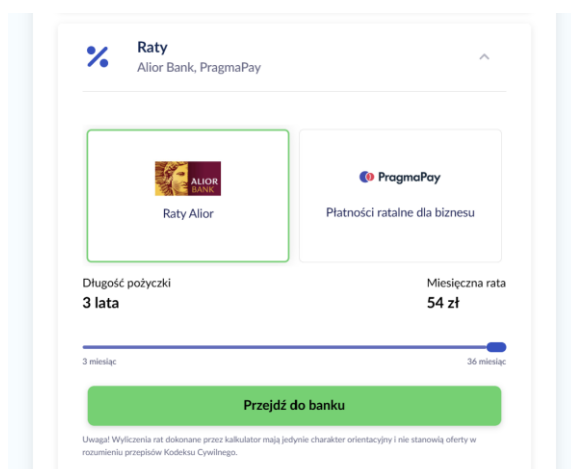 Raty
Alior Bank, PragmaPay
ALIOR
BANK
Raty Alior
PragmaPay
Płatności ratalne dla biznesu
Długość pożyczki
3 lata
Miesięczna rata
54 zł
3 miesiąc
36 miesiąc
Przejdź do banku
Uwaga! Wyliczenia rat dokonane przez kalkulator mają jedynie charakter orientacyjny i nie stanowią oferty w
rozumieniu przepisów Kodeksu Cywilnego.